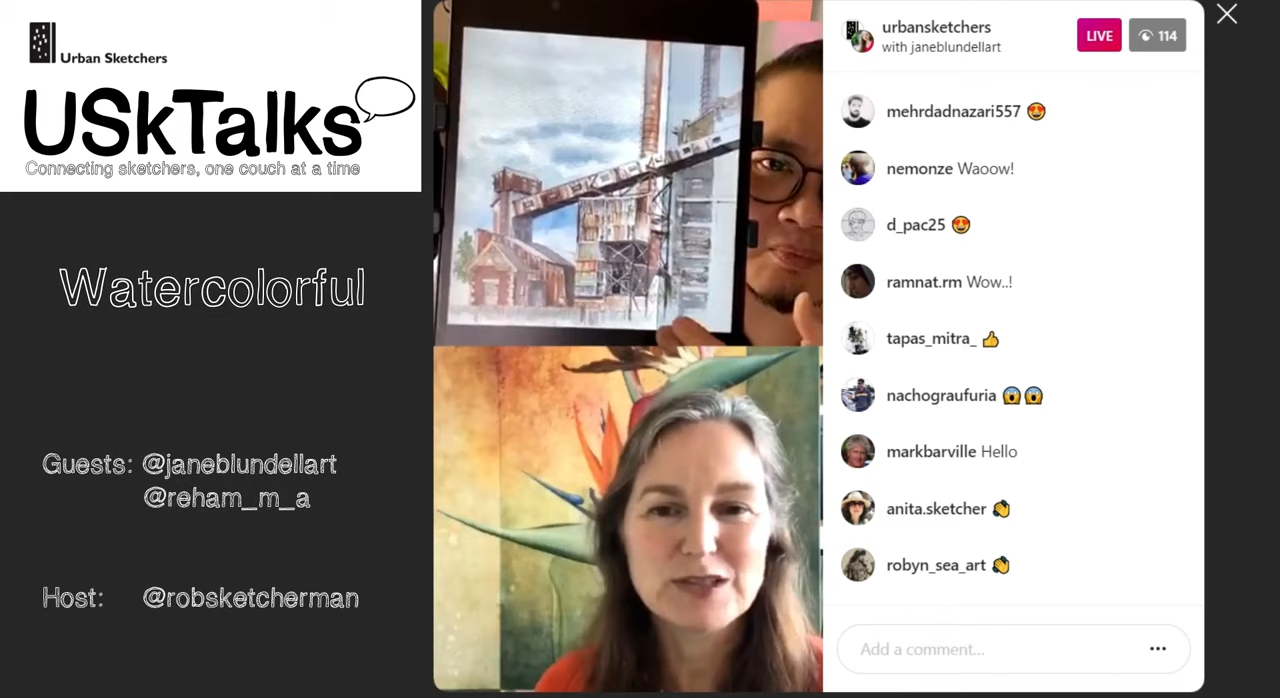 Urban Sketchers
USkTalks
Connecting sketchers, one couch at a time
Watercolorful
Guests: @janeblundellart
@reham_m_a
Host: @robsketcherman
urbansketchers
with janeblundellart
LIVE
114
mehrdadnazari557 😍
nemonze Waoow!
d_pac25 😍
ramnat.rm Wow..!
tapas_mitra_ 👍
nachograufuria 😱😱
markbarville Hello
anita.sketcher 👏
robyn_sea_art 👏
Add a comment...